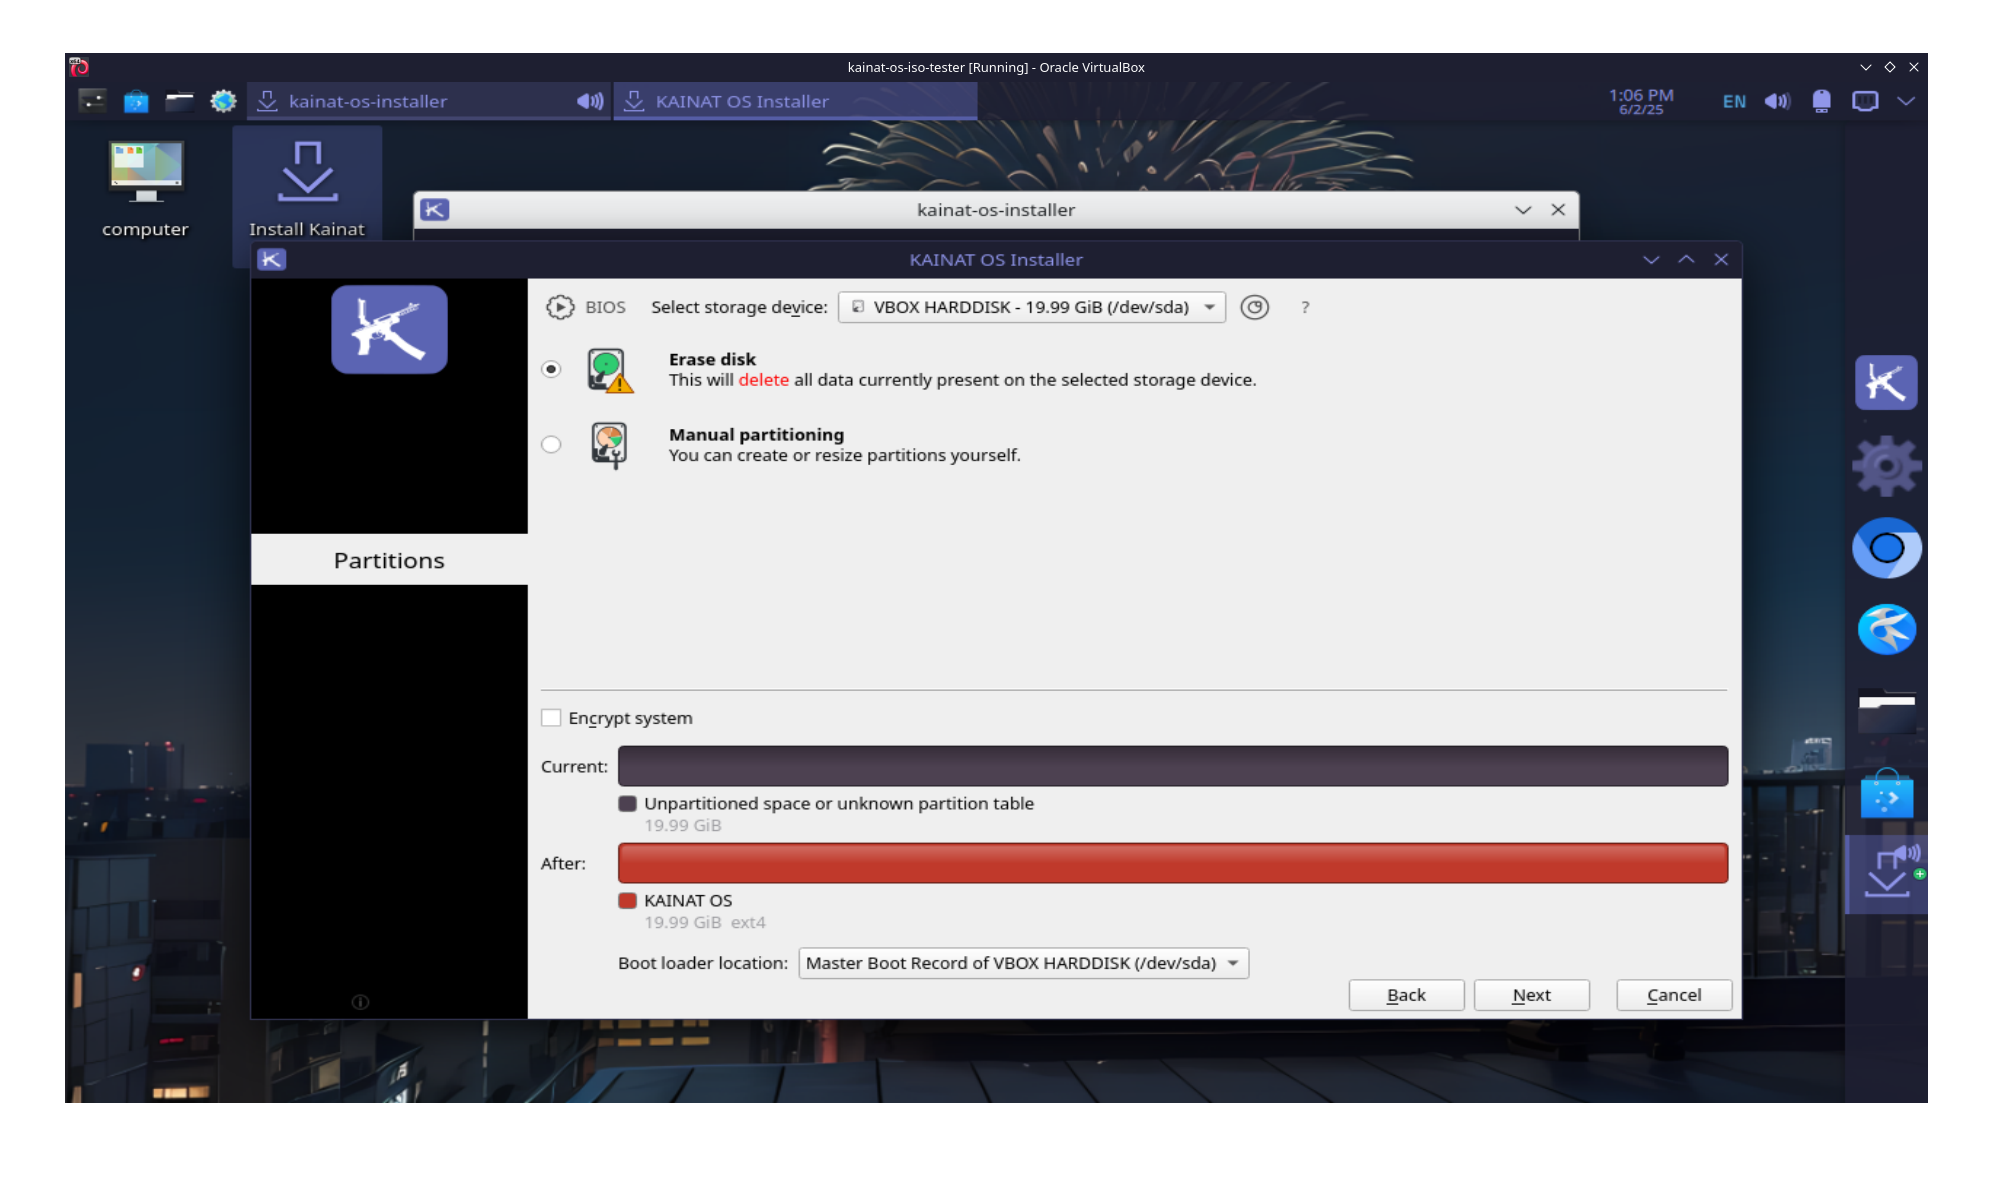 kainat-os-iso-tester [Running] - Oracle VirtualBox
kainat-os-installer
KAINAT OS Installer
1:06 PM
6/2/25
EN
computer
Install Kainat
kainat-os-installer
KAINAT OS Installer
BIOS
Select storage device:
VBOX HARDDISK - 19.99 GiB (/dev/sda)
?
Erase disk
This will delete all data currently present on the selected storage device.
Manual partitioning
You can create or resize partitions yourself.
Partitions
Encrypt system
Current:
Unpartitioned space or unknown partition table
19.99 GiB
After:
KAINAT OS
19.99 GiB ext4
Boot loader location:
Master Boot Record of VBOX HARDDISK (/dev/sda)
Back
Next
Cancel